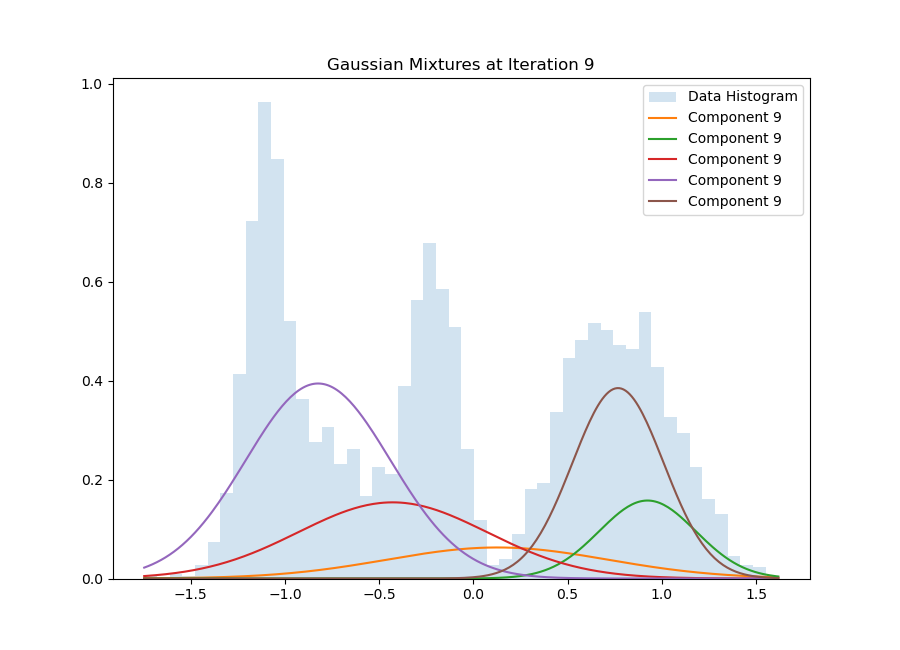 Gaussian Mixtures at Iteration 9
1.0
0.8
0.6
0.4
0.2
0.0
Data Histogram
Component 9
Component 9
Component 9
Component 9
Component 9
−1.5 −1.0 −0.5 0.0 0.5 1.0 1.5